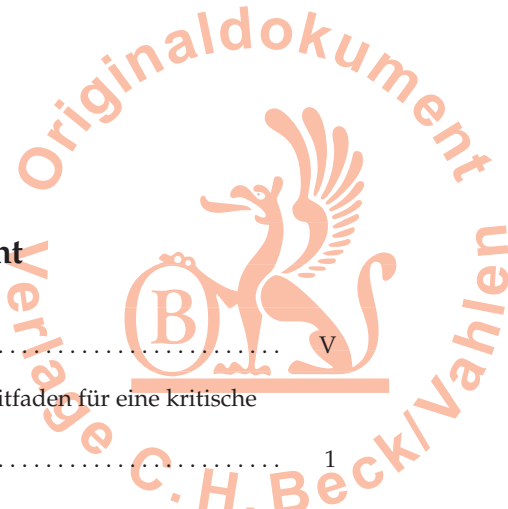 Originaldokument
nt
B
........................ V
itfaden für eine kritische
........................ 1
Verlage C. H. Beck/Vahlen